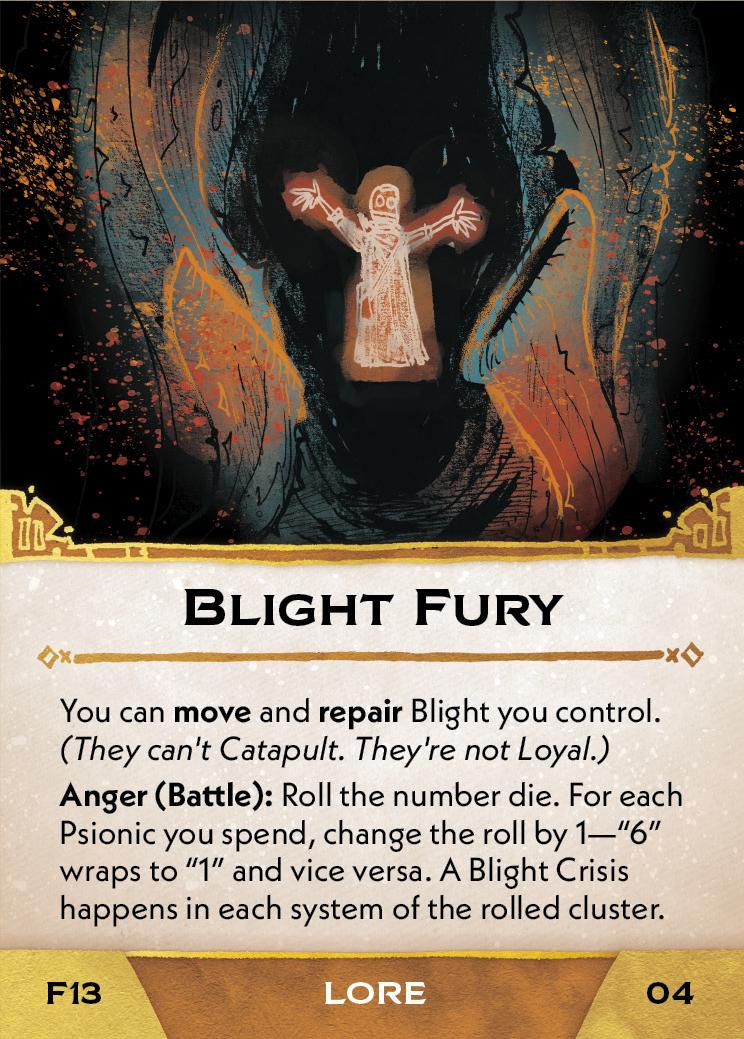 Blight Fury
You can move and repair Blight you control.
(They can't Catapult. They're not Loyal.)
Anger (Battle): Roll the number die. For each
Psionic you spend, change the roll by 1—“6”
wraps to “1” and vice versa. A Blight Crisis
happens in each system of the rolled cluster.
F13 LORE 04